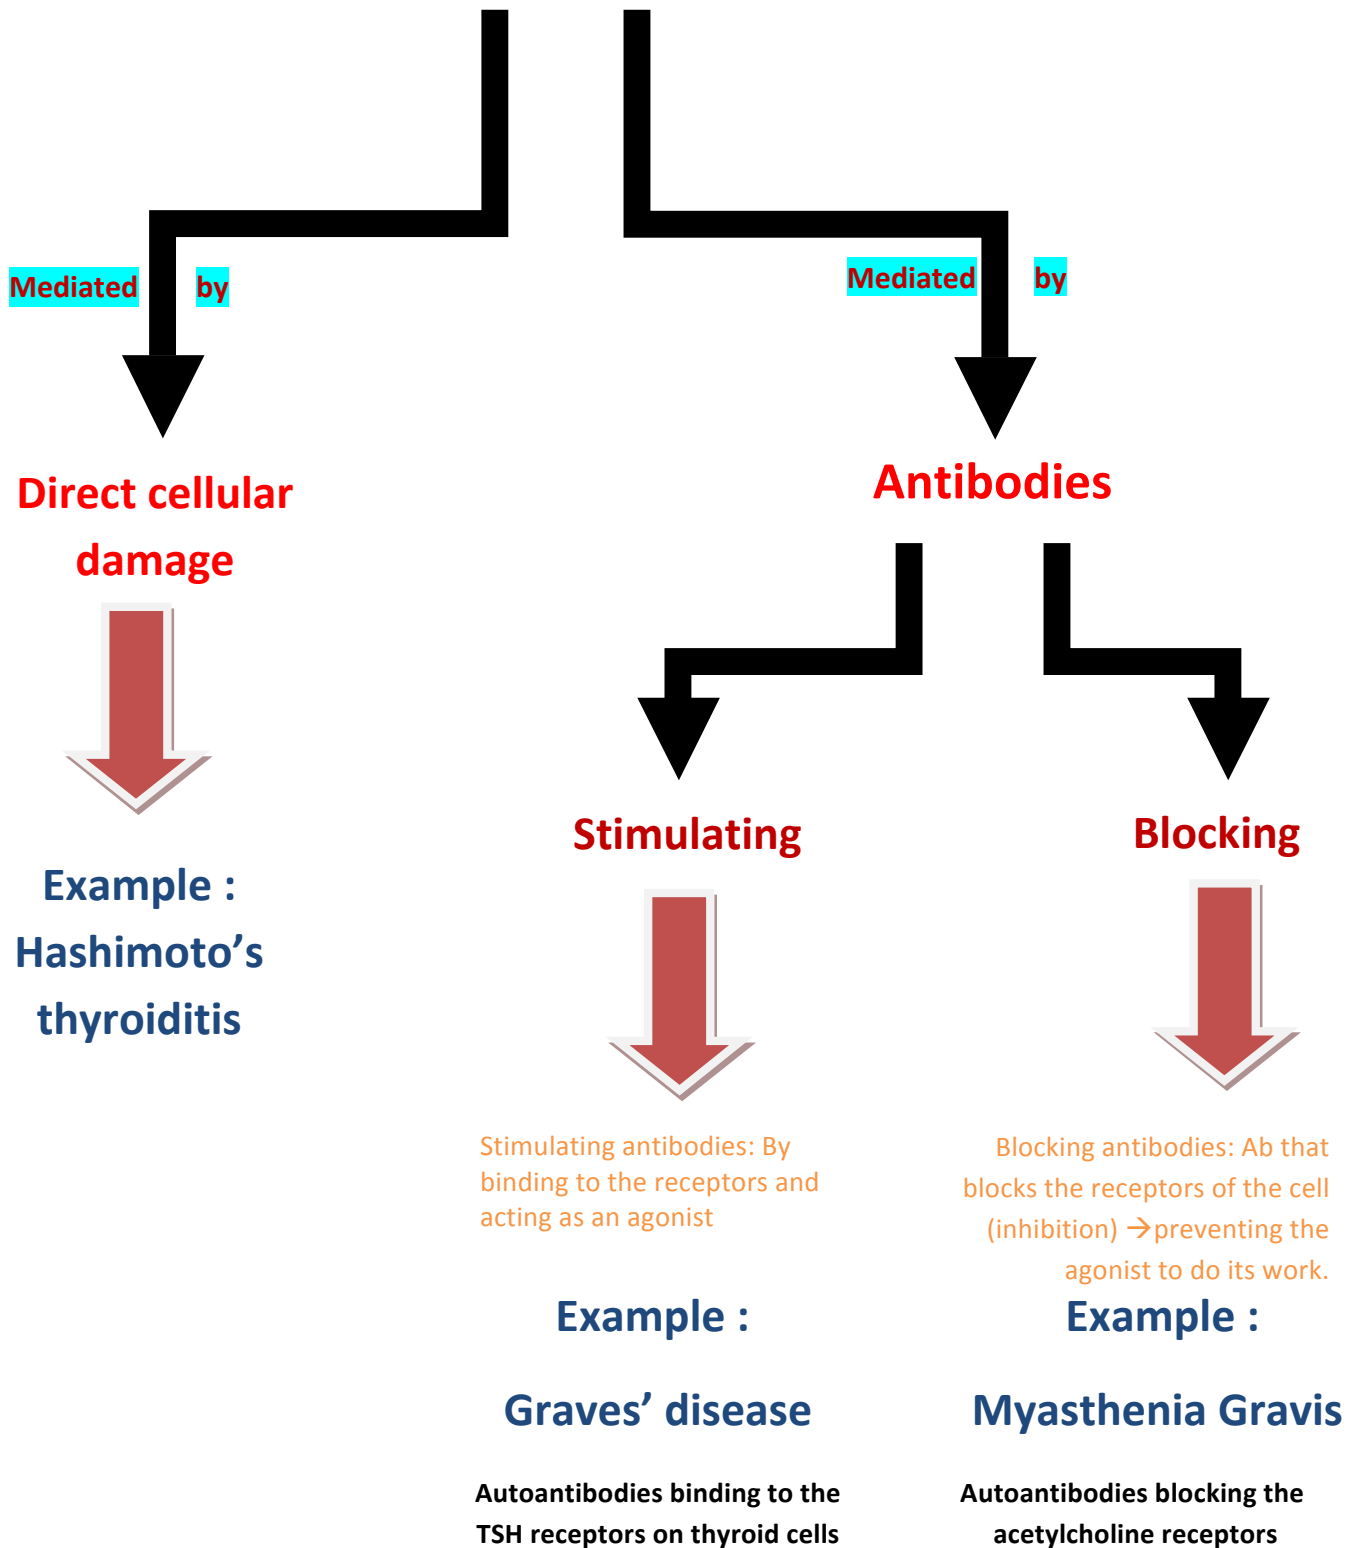 Mediated by
Mediated by
Direct cellular
damage
Antibodies
Example :
Hashimoto’s
thyroiditis
Stimulating
Blocking
Stimulating antibodies: By
binding to the receptors and
acting as an agonist
Blocking antibodies: Ab that
blocks the receptors of the cell
(inhibition) →preventing the
agonist to do its work.
Example :
Graves’ disease
Autoantibodies binding to the
TSH receptors on thyroid cells
Example :
Myasthenia Gravis
Autoantibodies blocking the
acetylcholine receptors